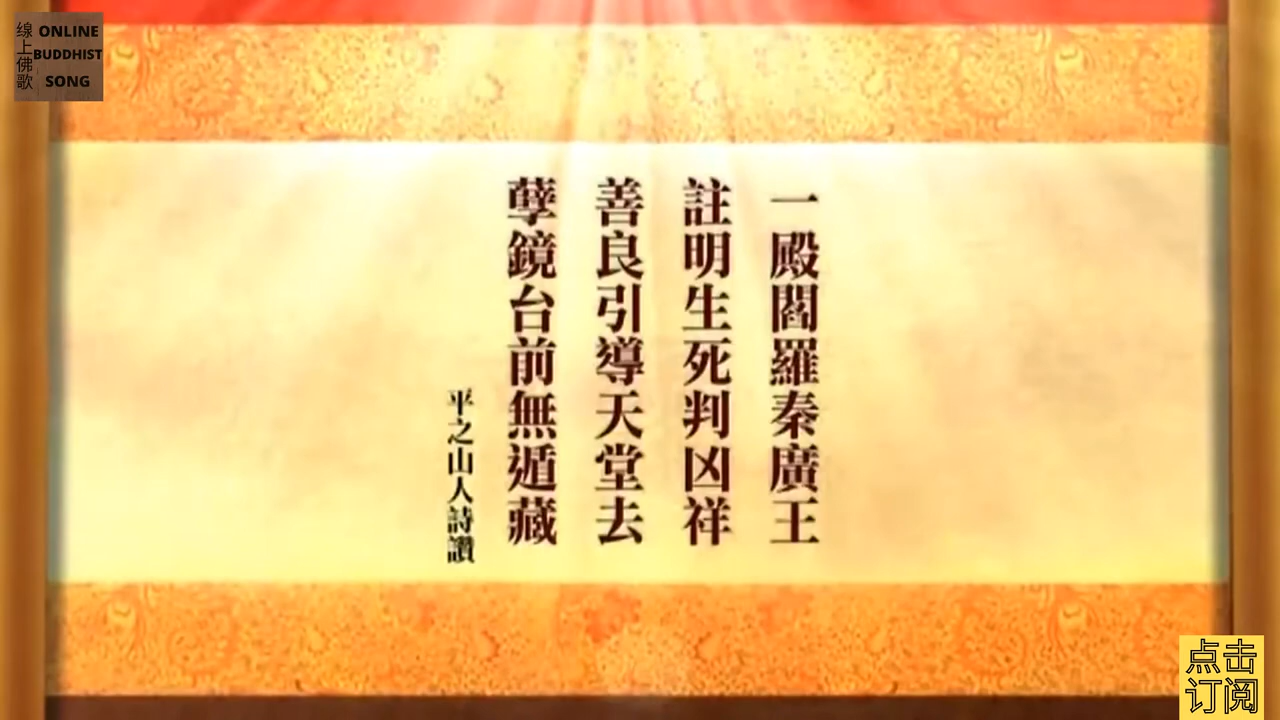 线上佛歌
ONLINE
BUDDHIST
SONG
一殿閻羅秦廣王
註明生死判凶祥
善良引導天堂去
孽鏡台前無遁藏
平之山人詩讚
点击
订阅